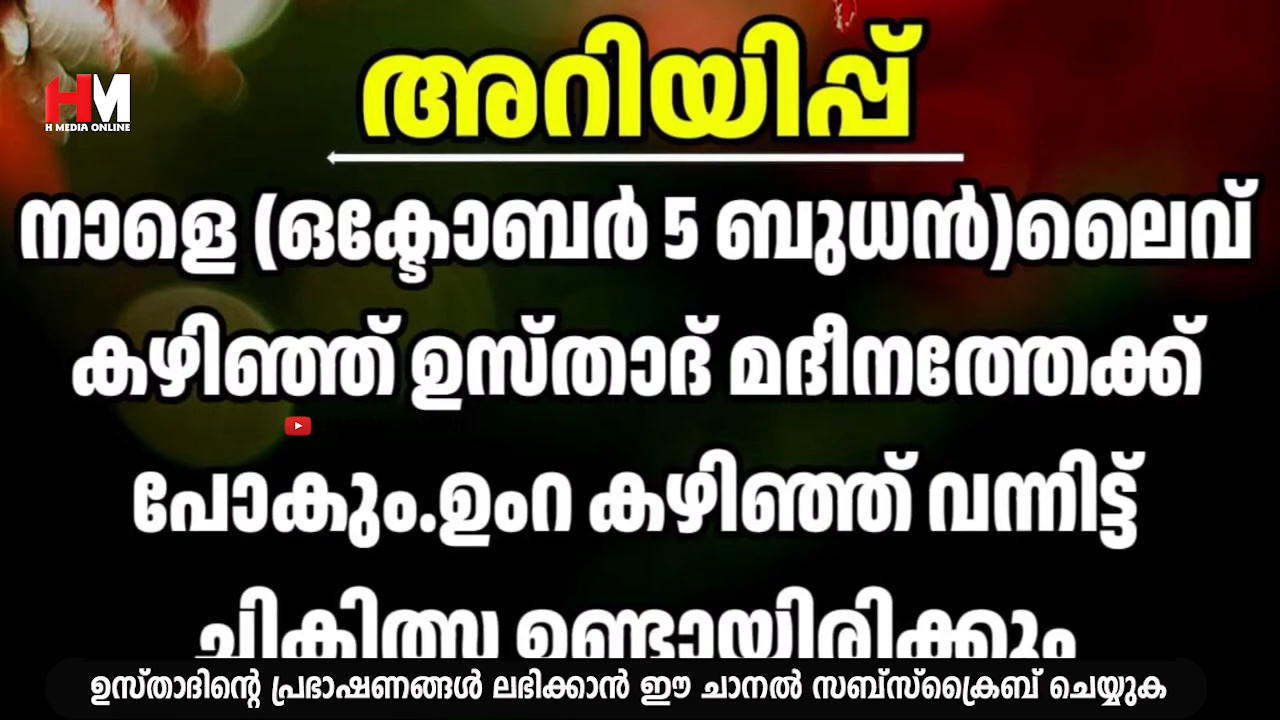 HM
H MEDIA ONLINE
അറിയിപ്പ്
നാളെ (ഒക്ടോബർ 5 ബുധൻ)ലൈവ്
കഴിഞ്ഞ് ഉസ്താദ് മദീനത്തേക്ക്
പോകും.ഉംറ കഴിഞ്ഞ് വന്നിട്ട്
ചികിത്സ ഉണ്ടായിരിക്കും
ഉസ്താദിന്റെ പ്രഭാഷണങ്ങൾ ലഭിക്കാൻ ഈ ചാനൽ സബ്സ്ക്രൈബ് ചെയ്യുക